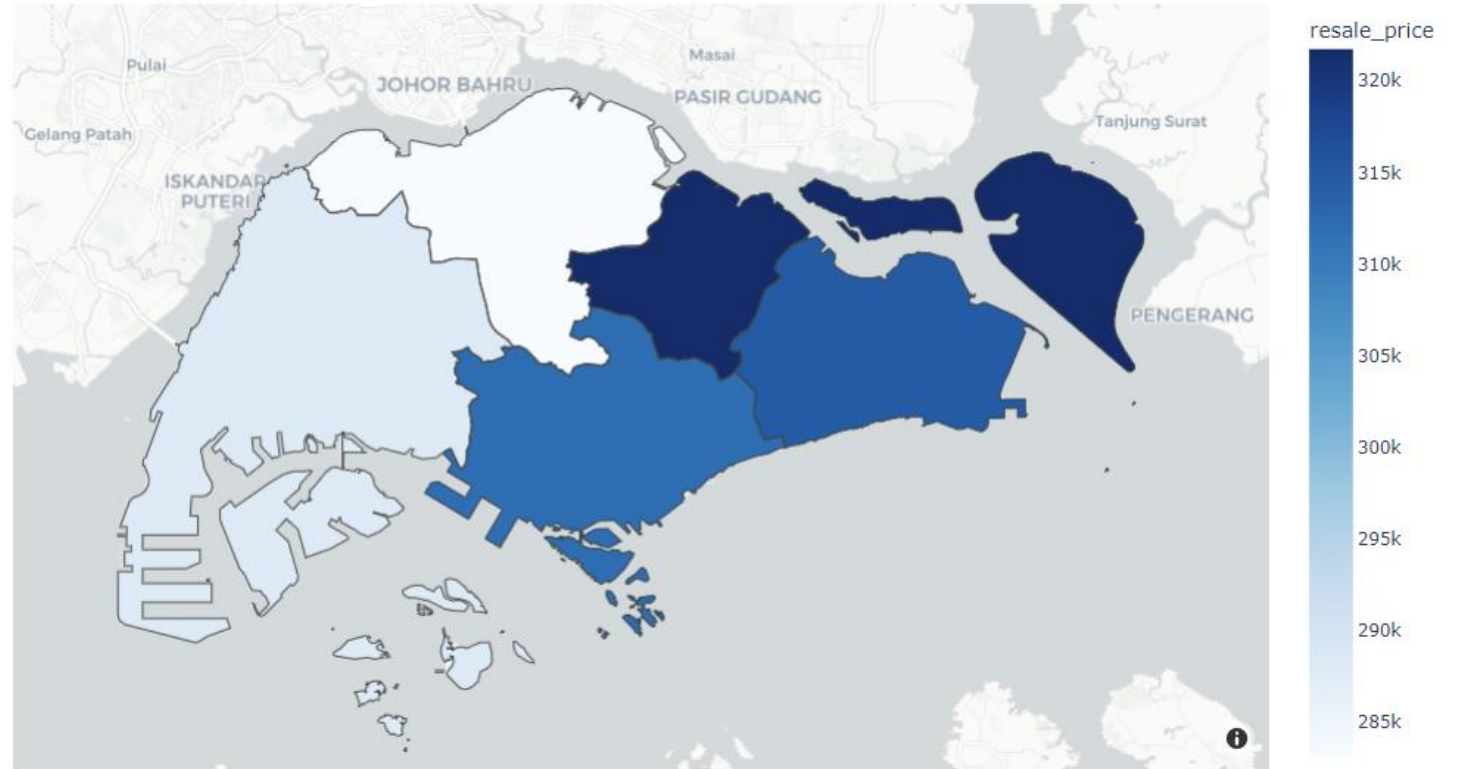 resale_price
320k
315k
310k
305k
300k
295k
290k
285k
Pulai
Masai
JOHOR BAHRU
PASIR GUDANG
Gelang Patah
Tanjung Surat
ISKANDAR
PUTERI
PENGERANG
i